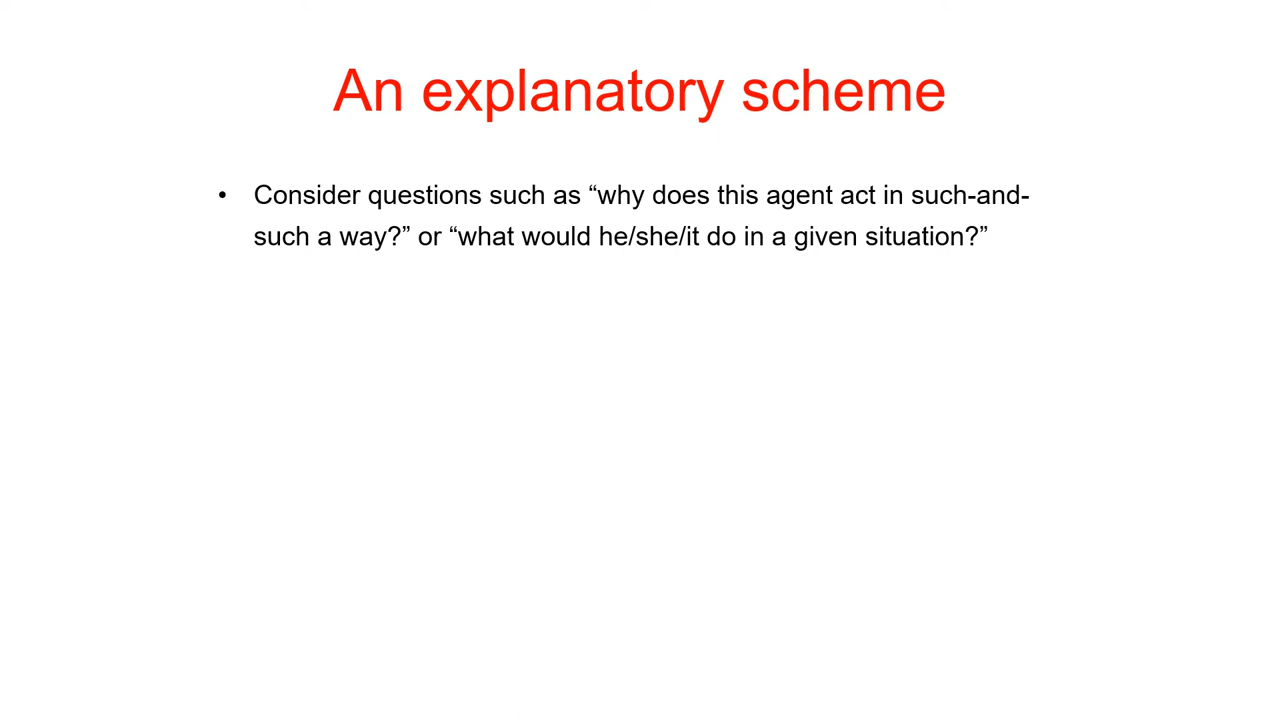 An explanatory scheme
• Consider questions such as “why does this agent act in such-and-
such a way?” or “what would he/she/it do in a given situation?”